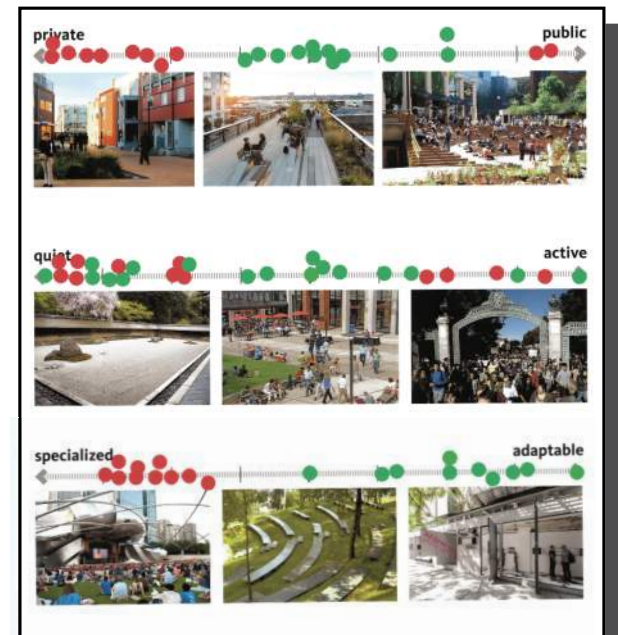 private
public
quiet
active
specialized
adaptable